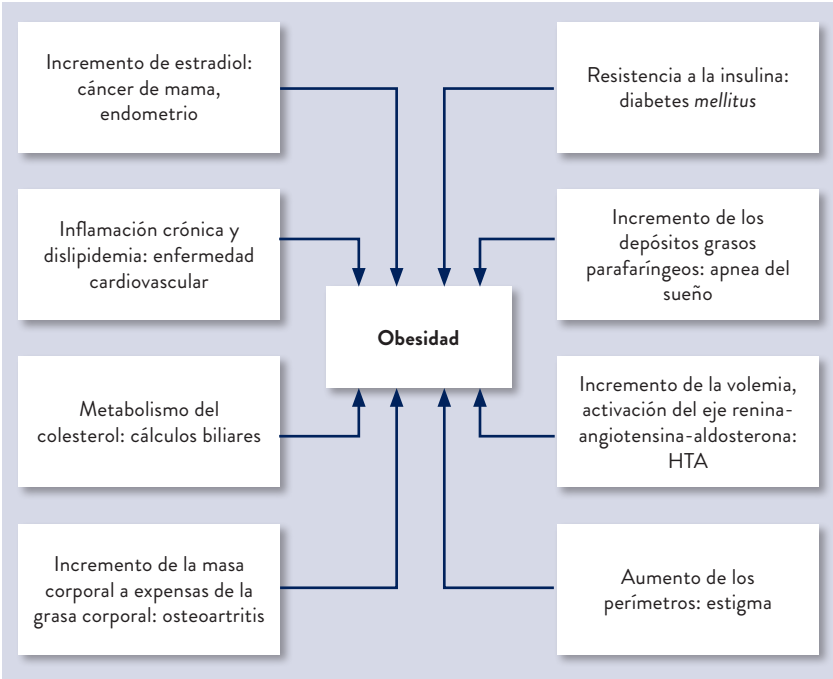 Incremento de estradiol:
cáncer de mama,
endometrio
Resistencia a la insulina:
diabetes mellitus
Inflamación crónica y
dislipidemia: enfermedad
cardiovascular
Incremento de los
depósitos grasos
parafaríngeos: apnea del
sueño
Obesidad
Metabolismo del
colesterol: cálculos biliares
Incremento de la volemia,
activación del eje renina-
angiotensina-aldosterona:
HTA
Incremento de la masa
corporal a expensas de la
grasa corporal: osteoartritis
Aumento de los
perímetros: estigma